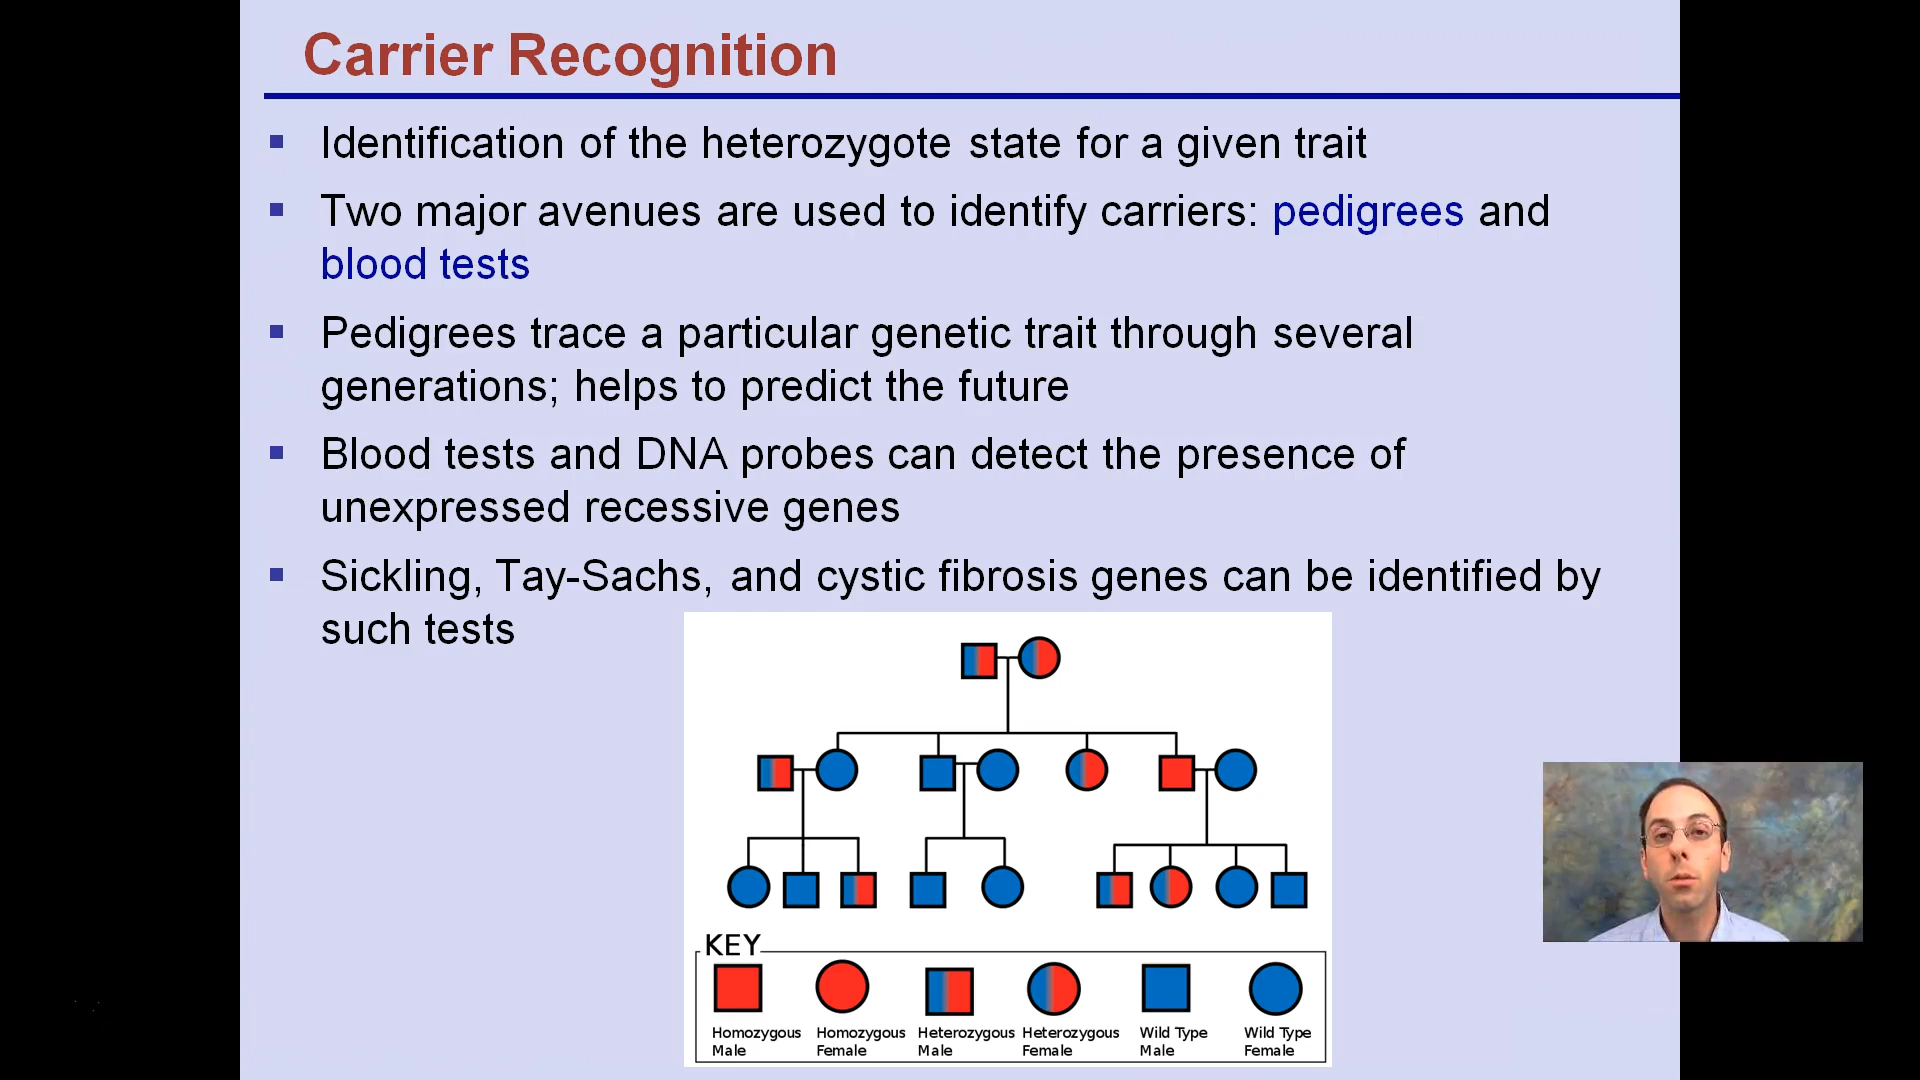 Carrier Recognition
Identification of the heterozygote state for a given trait
Two major avenues are used to identify carriers: pedigrees and
blood tests
Pedigrees trace a particular genetic trait through several
generations; helps to predict the future
Blood tests and DNA probes can detect the presence of
unexpressed recessive genes
Sickling, Tay-Sachs, and cystic fibrosis genes can be identified by
such tests
KEY
Homozygous Male
Homozygous Female
Heterozygous Male
Heterozygous Female
Wild Type Male
Wild Type Female